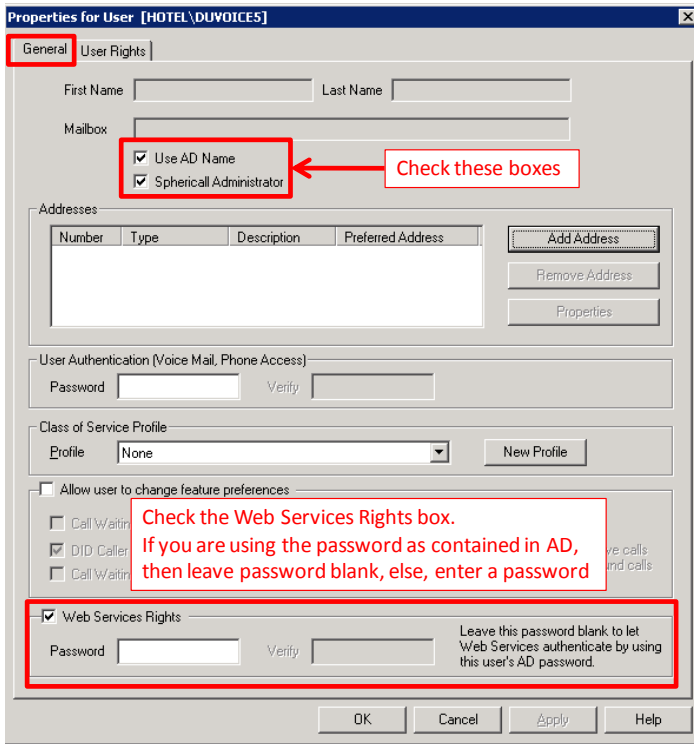 Properties for User [HOTEL\DUVOICE5]
General User Rights
First Name Last Name
Mailbox
Use AD Name
Sphericall Administrator
Check these boxes
Addresses
Number Type Description Preferred Address
Add Address
Remove Address
Properties
User Authentication (Voice Mail, Phone Access)
Password Verify
Class of Service Profile
Profile None New Profile
Allow user to change feature preferences
Call Waitin
DID Caller ve calls
Call Waitin und calls
Check the Web Services Rights box.
If you are using the password as contained in AD,
then leave password blank, else, enter a password
Web Services Rights
Password Verify
Leave this password blank to let
Web Services authenticate by using
this user's AD password.
OK Cancel Apply Help